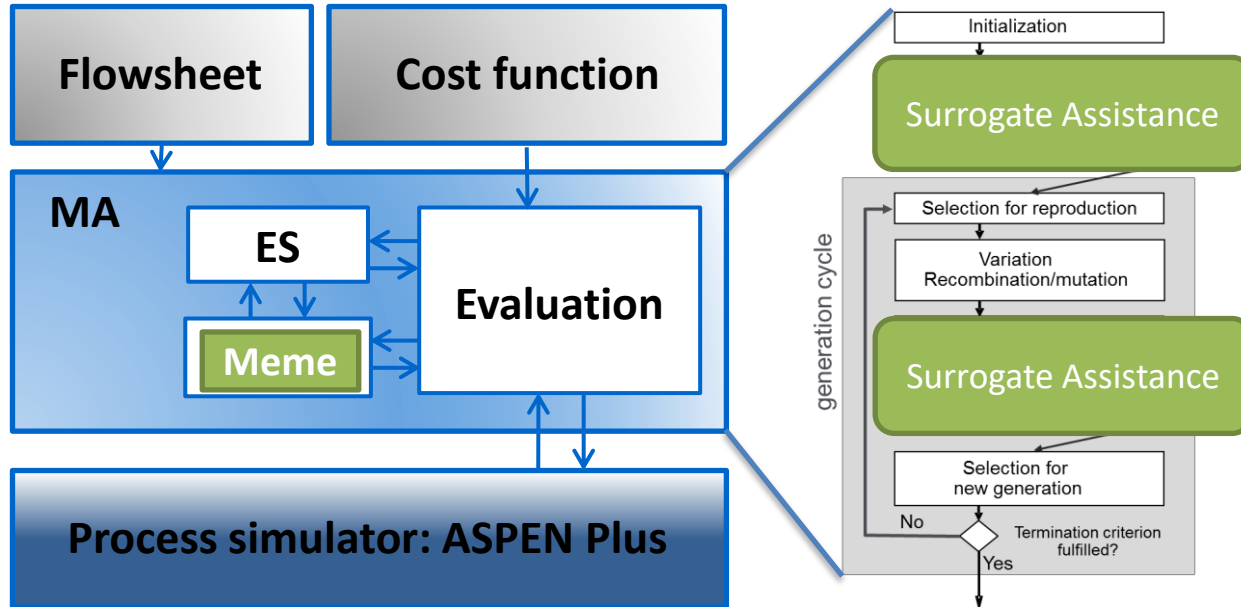 Flowsheet
Cost function
MA
ES
Meme
Evaluation
Process simulator: ASPEN Plus
Initialization
Surrogate Assistance
generation cycle
Selection for reproduction
Variation
Recombination/mutation
Surrogate Assistance
Selection for
new generation
No
Termination criterion
fulfilled?
Yes